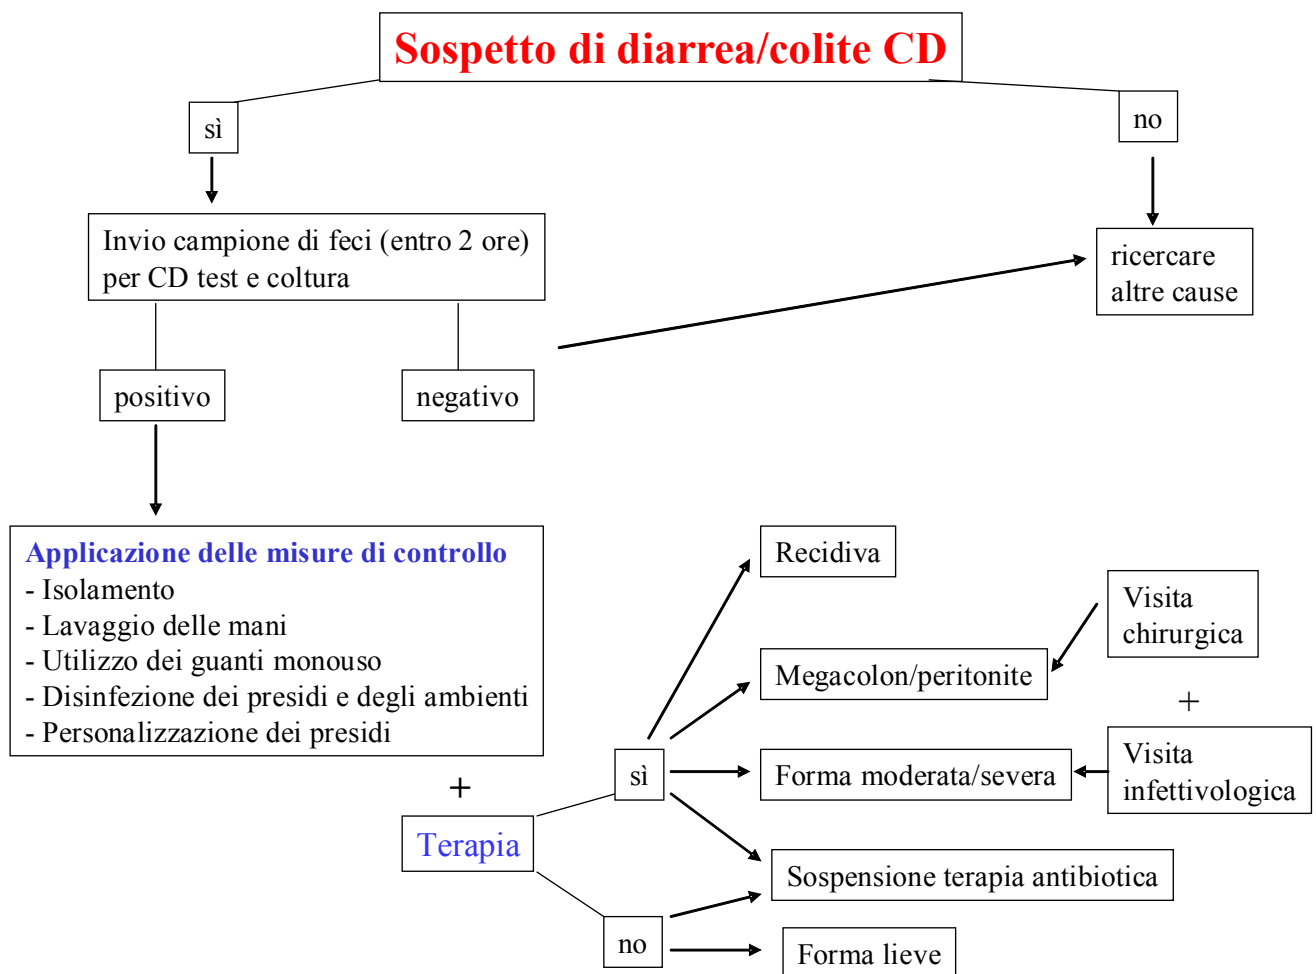 Sospetto di diarrea/colite CD
sì
no
Invio campione di feci (entro 2 ore)
per CD test e coltura
ricercare
altre cause
positivo
negativo
Applicazione delle misure di controllo
- Isolamento
- Lavaggio delle mani
- Utilizzo dei guanti monouso
- Disinfezione dei presidi e degli ambienti
- Personalizzazione dei presidi
+
Terapia
sì
no
Recidiva
Megacolon/peritonite
Forma moderata/severa
Sospensione terapia antibiotica
Forma lieve
Visita
chirurgica
+
Visita
infettivologica